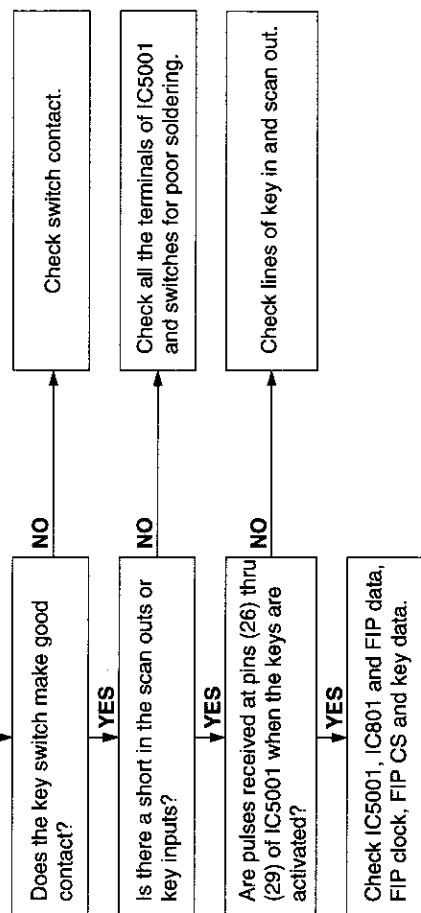 Does the key switch make good
contact?
NO
Check switch contact.
YES
Is there a short in the scan outs or
key inputs?
NO
Check all the terminals of IC5001
and switches for poor soldering.
YES
Are pulses received at pins (26) thru
(29) of IC5001 when the keys are
activated?
NO
Check lines of key in and scan out.
YES
Check IC5001, IC801 and FIP data,
FIP clock, FIP CS and key data.